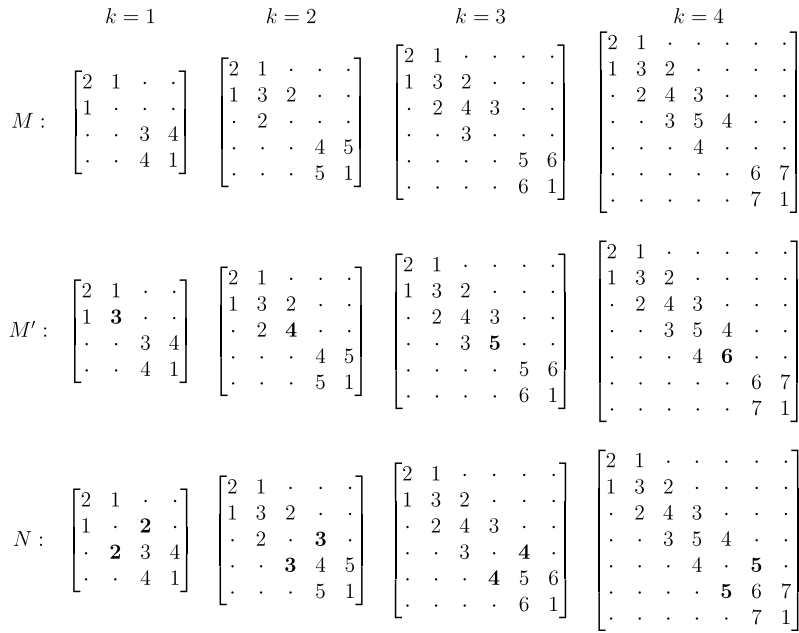 k = 1 k = 2 k = 3 k = 4
M :
2 1 · ·
1 · · ·
· · 3 4
· · 4 1
2 1 · · ·
1 3 2 · ·
· 2 · · ·
· · · 4 5
· · · 5 1
2 1 · · · ·
1 3 2 · · ·
· 2 4 3 · ·
· · 3 · · ·
· · · · 5 6
· · · · 6 1
2 1 · · · · ·
1 3 2 · · · ·
· 2 4 3 · · ·
· · 3 5 4 · ·
· · · 4 · · ·
· · · · · 6 7
· · · · · 7 1
M′ :
2 1 · ·
1 3 · ·
· · 3 4
· · 4 1
2 1 · · ·
1 3 2 · ·
· 2 4 · ·
· · · 4 5
· · · 5 1
2 1 · · · ·
1 3 2 · · ·
· 2 4 3 · ·
· · 3 5 · ·
· · · · 5 6
· · · · 6 1
2 1 · · · · ·
1 3 2 · · · ·
· 2 4 3 · · ·
· · 3 5 4 · ·
· · · 4 6 · ·
· · · · · 6 7
· · · · · 7 1
N :
2 1 · ·
1 · 2 ·
· 2 3 4
· · 4 1
2 1 · · ·
1 3 2 · ·
· 2 · 3 ·
· · 3 4 5
· · · 5 1
2 1 · · · ·
1 3 2 · · ·
· 2 4 3 · ·
· · 3 · 4 ·
· · · 4 5 6
· · · · 6 1
2 1 · · · · ·
1 3 2 · · · ·
· 2 4 3 · · ·
· · 3 5 4 · ·
· · · 4 · 5 ·
· · · · 5 6 7
· · · · · 7 1